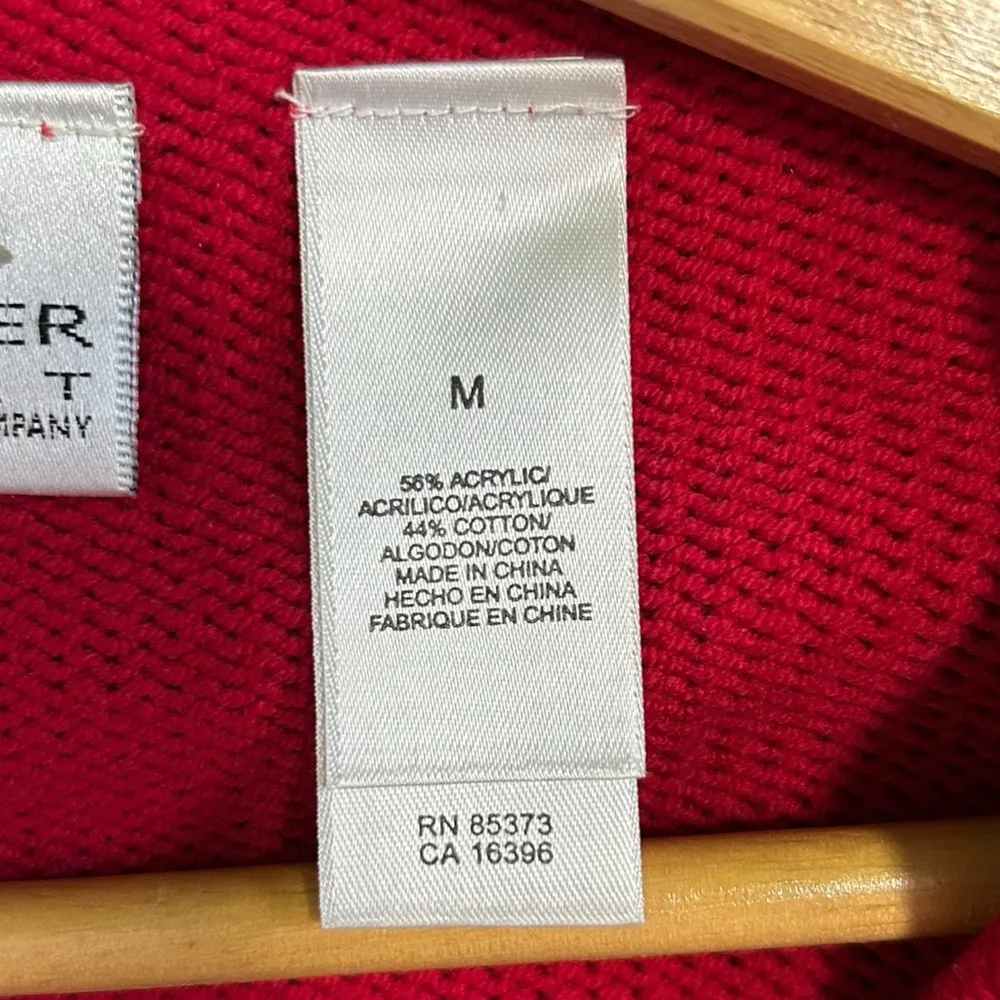 ER
T
MPANY
M
56% ACRYLIC/
ACRILICO/ACRYLIQUE
44% COTTON/
ALGODON/COTON
MADE IN CHINA
HECHO EN CHINA
FABRIQUE EN CHINE
RN 85373
CA 16396